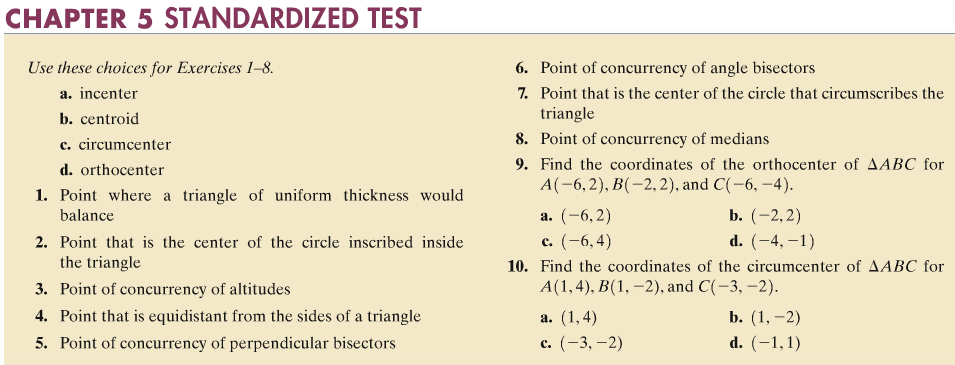 CHAPTER 5 STANDARDIZED TEST
Use these choices for Exercises 1–8.
a. incenter
b. centroid
c. circumcenter
d. orthocenter
1. Point where a triangle of uniform thickness would
balance
2. Point that is the center of the circle inscribed inside
the triangle
3. Point of concurrency of altitudes
4. Point that is equidistant from the sides of a triangle
5. Point of concurrency of perpendicular bisectors
6. Point of concurrency of angle bisectors
7. Point that is the center of the circle that circumscribes the
triangle
8. Point of concurrency of medians
9. Find the coordinates of the orthocenter of ΔABC for
A(−6, 2), B(−2, 2), and C(−6, −4).
a. (−6, 2) b. (−2, 2)
c. (−6, 4) d. (−4, −1)
10. Find the coordinates of the circumcenter of ΔABC for
A(1, 4), B(1, −2), and C(−3, −2).
a. (1, 4) b. (1, −2)
c. (−3, −2) d. (−1, 1)